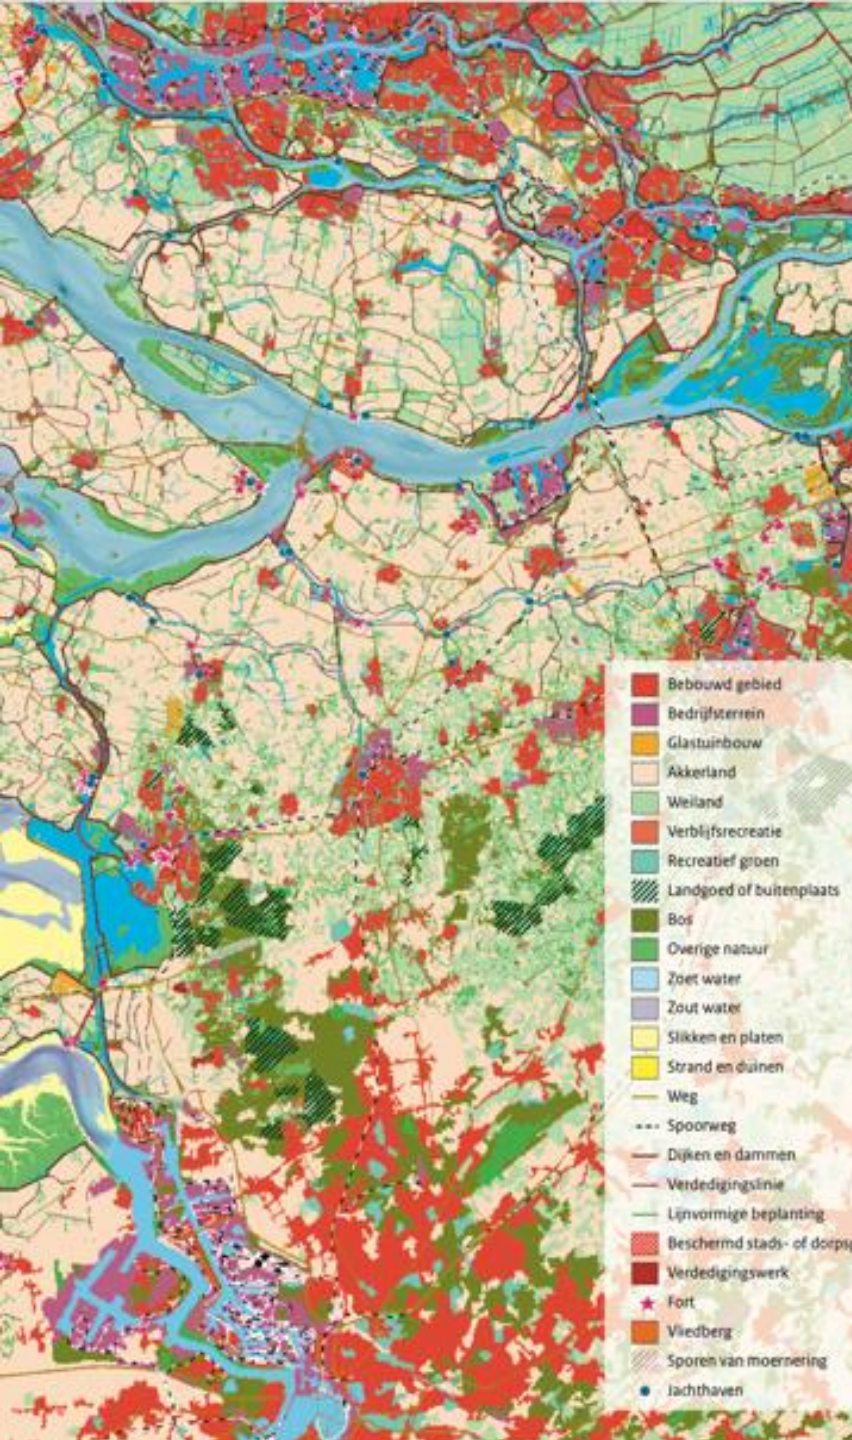 Bebouwd gebied
Bedrijfsterrein
Glastuinbouw
Akkerland
Weiland
Verblijfsrecreatie
Recreatief groen
Landgoed of buitenplaats
Bos
Overige natuur
Zoet water
Zout water
Slikken en platen
Strand en duinen
Weg
Spoorweg
Dijken en dammen
Verdedigingslinie
Lijnvormige beplanting
Beschermd stads- of dorps
Verdedigingswerk
Fort
Vliedberg
Sporen van moernering
Jachthaven